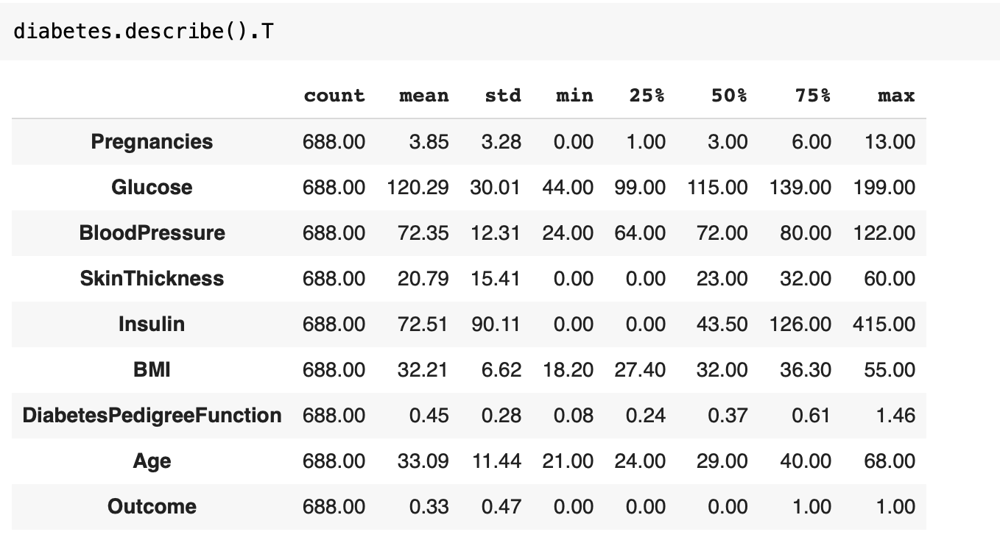 diabetes.describe().T
count mean std min 25% 50% 75% max
Pregnancies 688.00 3.85 3.28 0.00 1.00 3.00 6.00 13.00
Glucose 688.00 120.29 30.01 44.00 99.00 115.00 139.00 199.00
BloodPressure 688.00 72.35 12.31 24.00 64.00 72.00 80.00 122.00
SkinThickness 688.00 20.79 15.41 0.00 0.00 23.00 32.00 60.00
Insulin 688.00 72.51 90.11 0.00 0.00 43.50 126.00 415.00
BMI 688.00 32.21 6.62 18.20 27.40 32.00 36.30 55.00
DiabetesPedigreeFunction 688.00 0.45 0.28 0.08 0.24 0.37 0.61 1.46
Age 688.00 33.09 11.44 21.00 24.00 29.00 40.00 68.00
Outcome 688.00 0.33 0.47 0.00 0.00 0.00 1.00 1.00